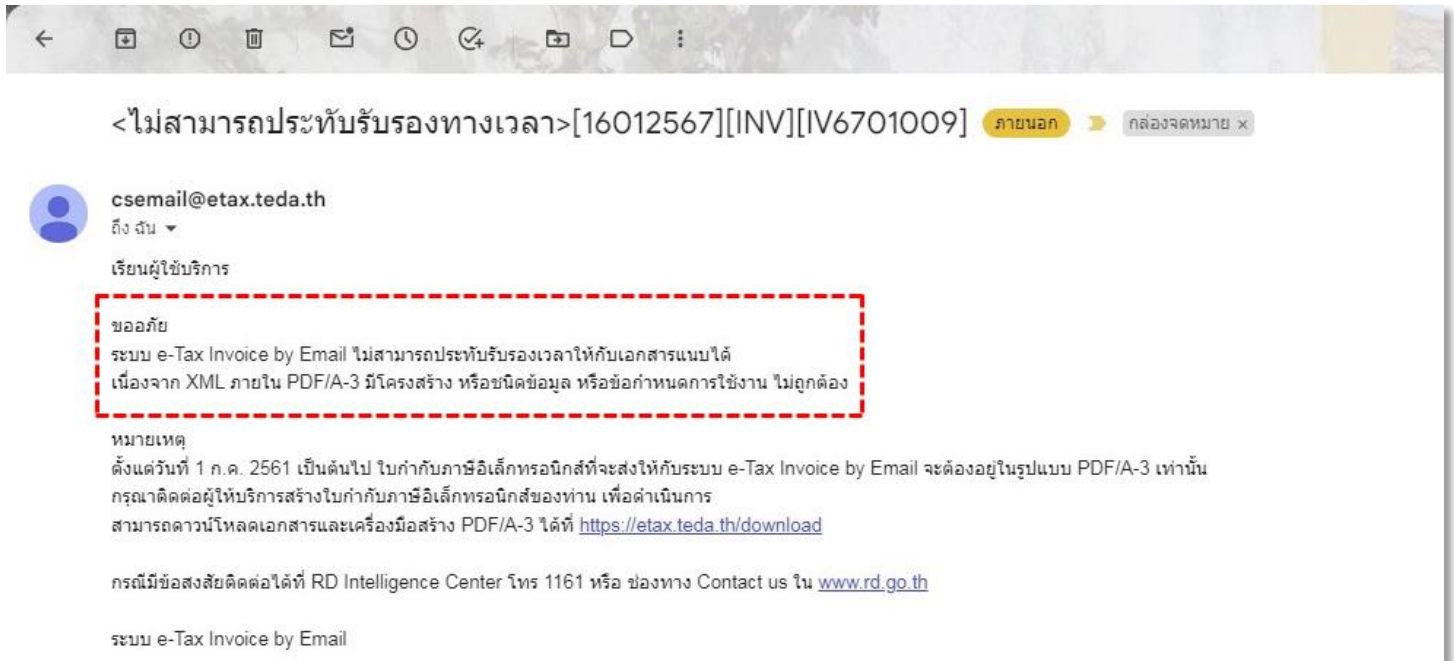 <ไม่สามารถประทับรับรองทางเวลา>[16012567][INV][IV6701009] ภายนอก กล่องจดหมาย ×
csemail@etax.teda.th
ถึง ฉัน
เรียนผู้ใช้บริการ
ขออภัย
ระบบ e-Tax Invoice by Email ไม่สามารถประทับรับรองเวลาให้กับเอกสารแนบได้
เนื่องจาก XML ภายใน PDF/A-3 มีโครงสร้าง หรือชนิดข้อมูล หรือข้อกำหนดการใช้งาน ไม่ถูกต้อง
หมายเหตุ
ตั้งแต่วันที่ 1 ก.ค. 2561 เป็นต้นไป ใบกำกับภาษีอิเล็กทรอนิกส์ที่จะส่งให้กับระบบ e-Tax Invoice by Email จะต้องอยู่ในรูปแบบ PDF/A-3 เท่านั้น
กรุณาติดต่อผู้ให้บริการสร้างใบกำกับภาษีอิเล็กทรอนิกส์ของท่าน เพื่อดำเนินการ
สามารถดาวน์โหลดเอกสารและเครื่องมือสร้าง PDF/A-3 ได้ที่ https://etax.teda.th/download
กรณีมีข้อสงสัยติดต่อได้ที่ RD Intelligence Center โทร 1161 หรือ ช่องทาง Contact us ใน www.rd.go.th
ระบบ e-Tax Invoice by Email